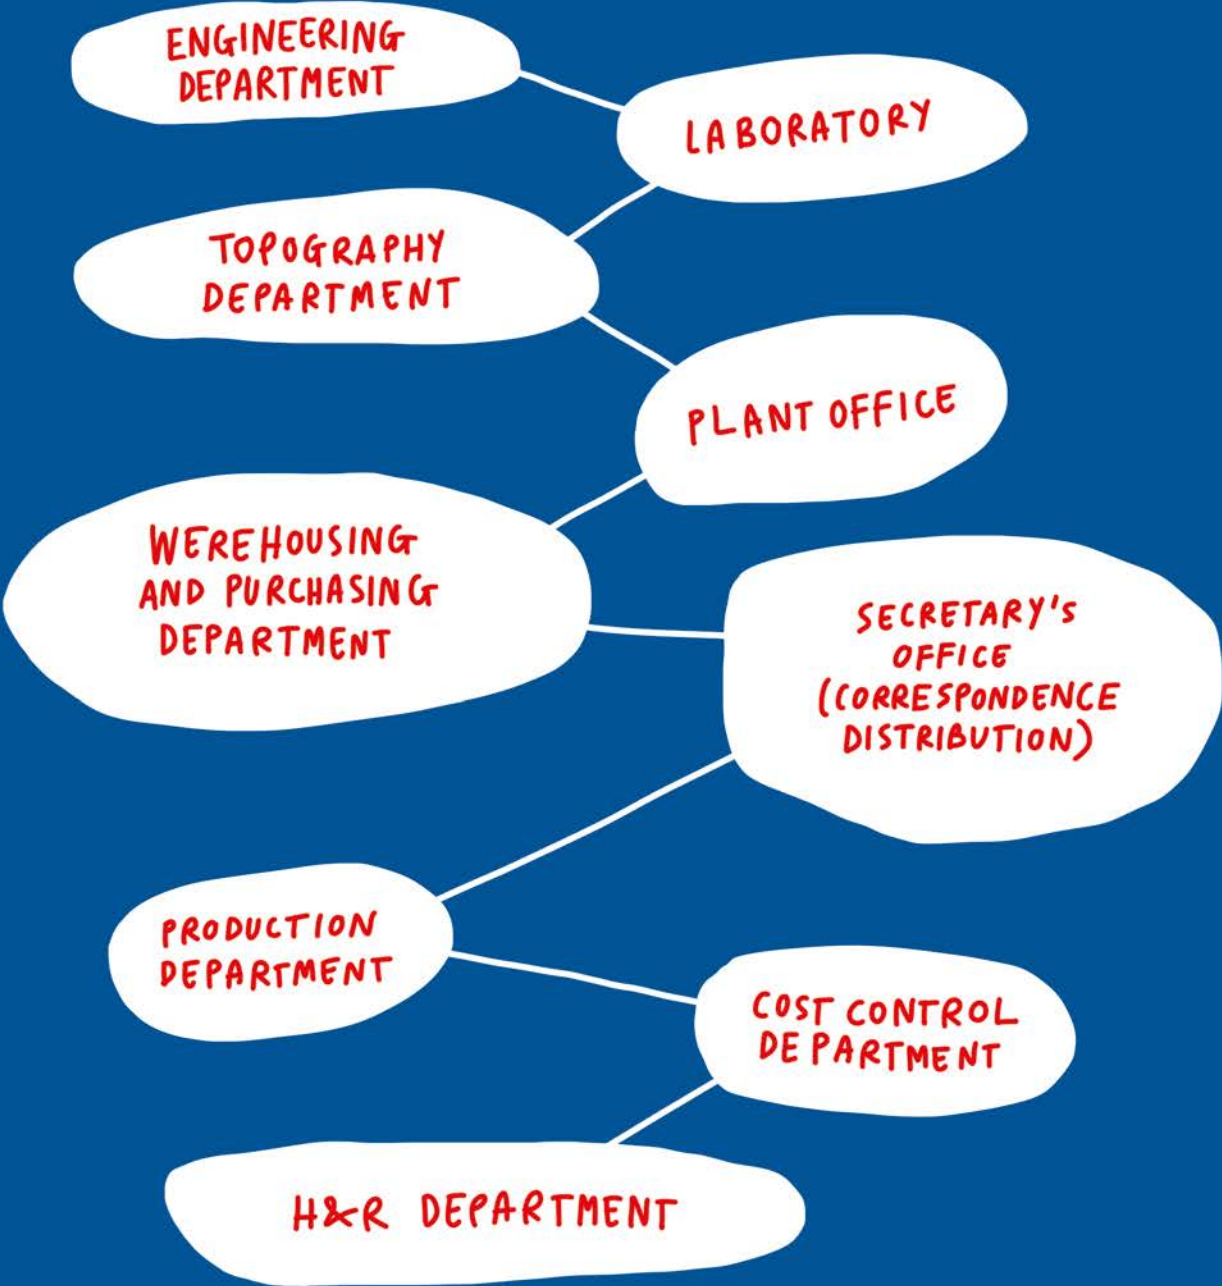 ENGINEERING
DEPARTMENT
LABORATORY
TOPOGRAPHY
DEPARTMENT
PLANT OFFICE
WEREHOUSING
AND PURCHASING
DEPARTMENT
SECRETARY'S
OFFICE
(CORRESPONDENCE
DISTRIBUTION)
PRODUCTION
DEPARTMENT
COST CONTROL
DEPARTMENT
H&R DEPARTMENT